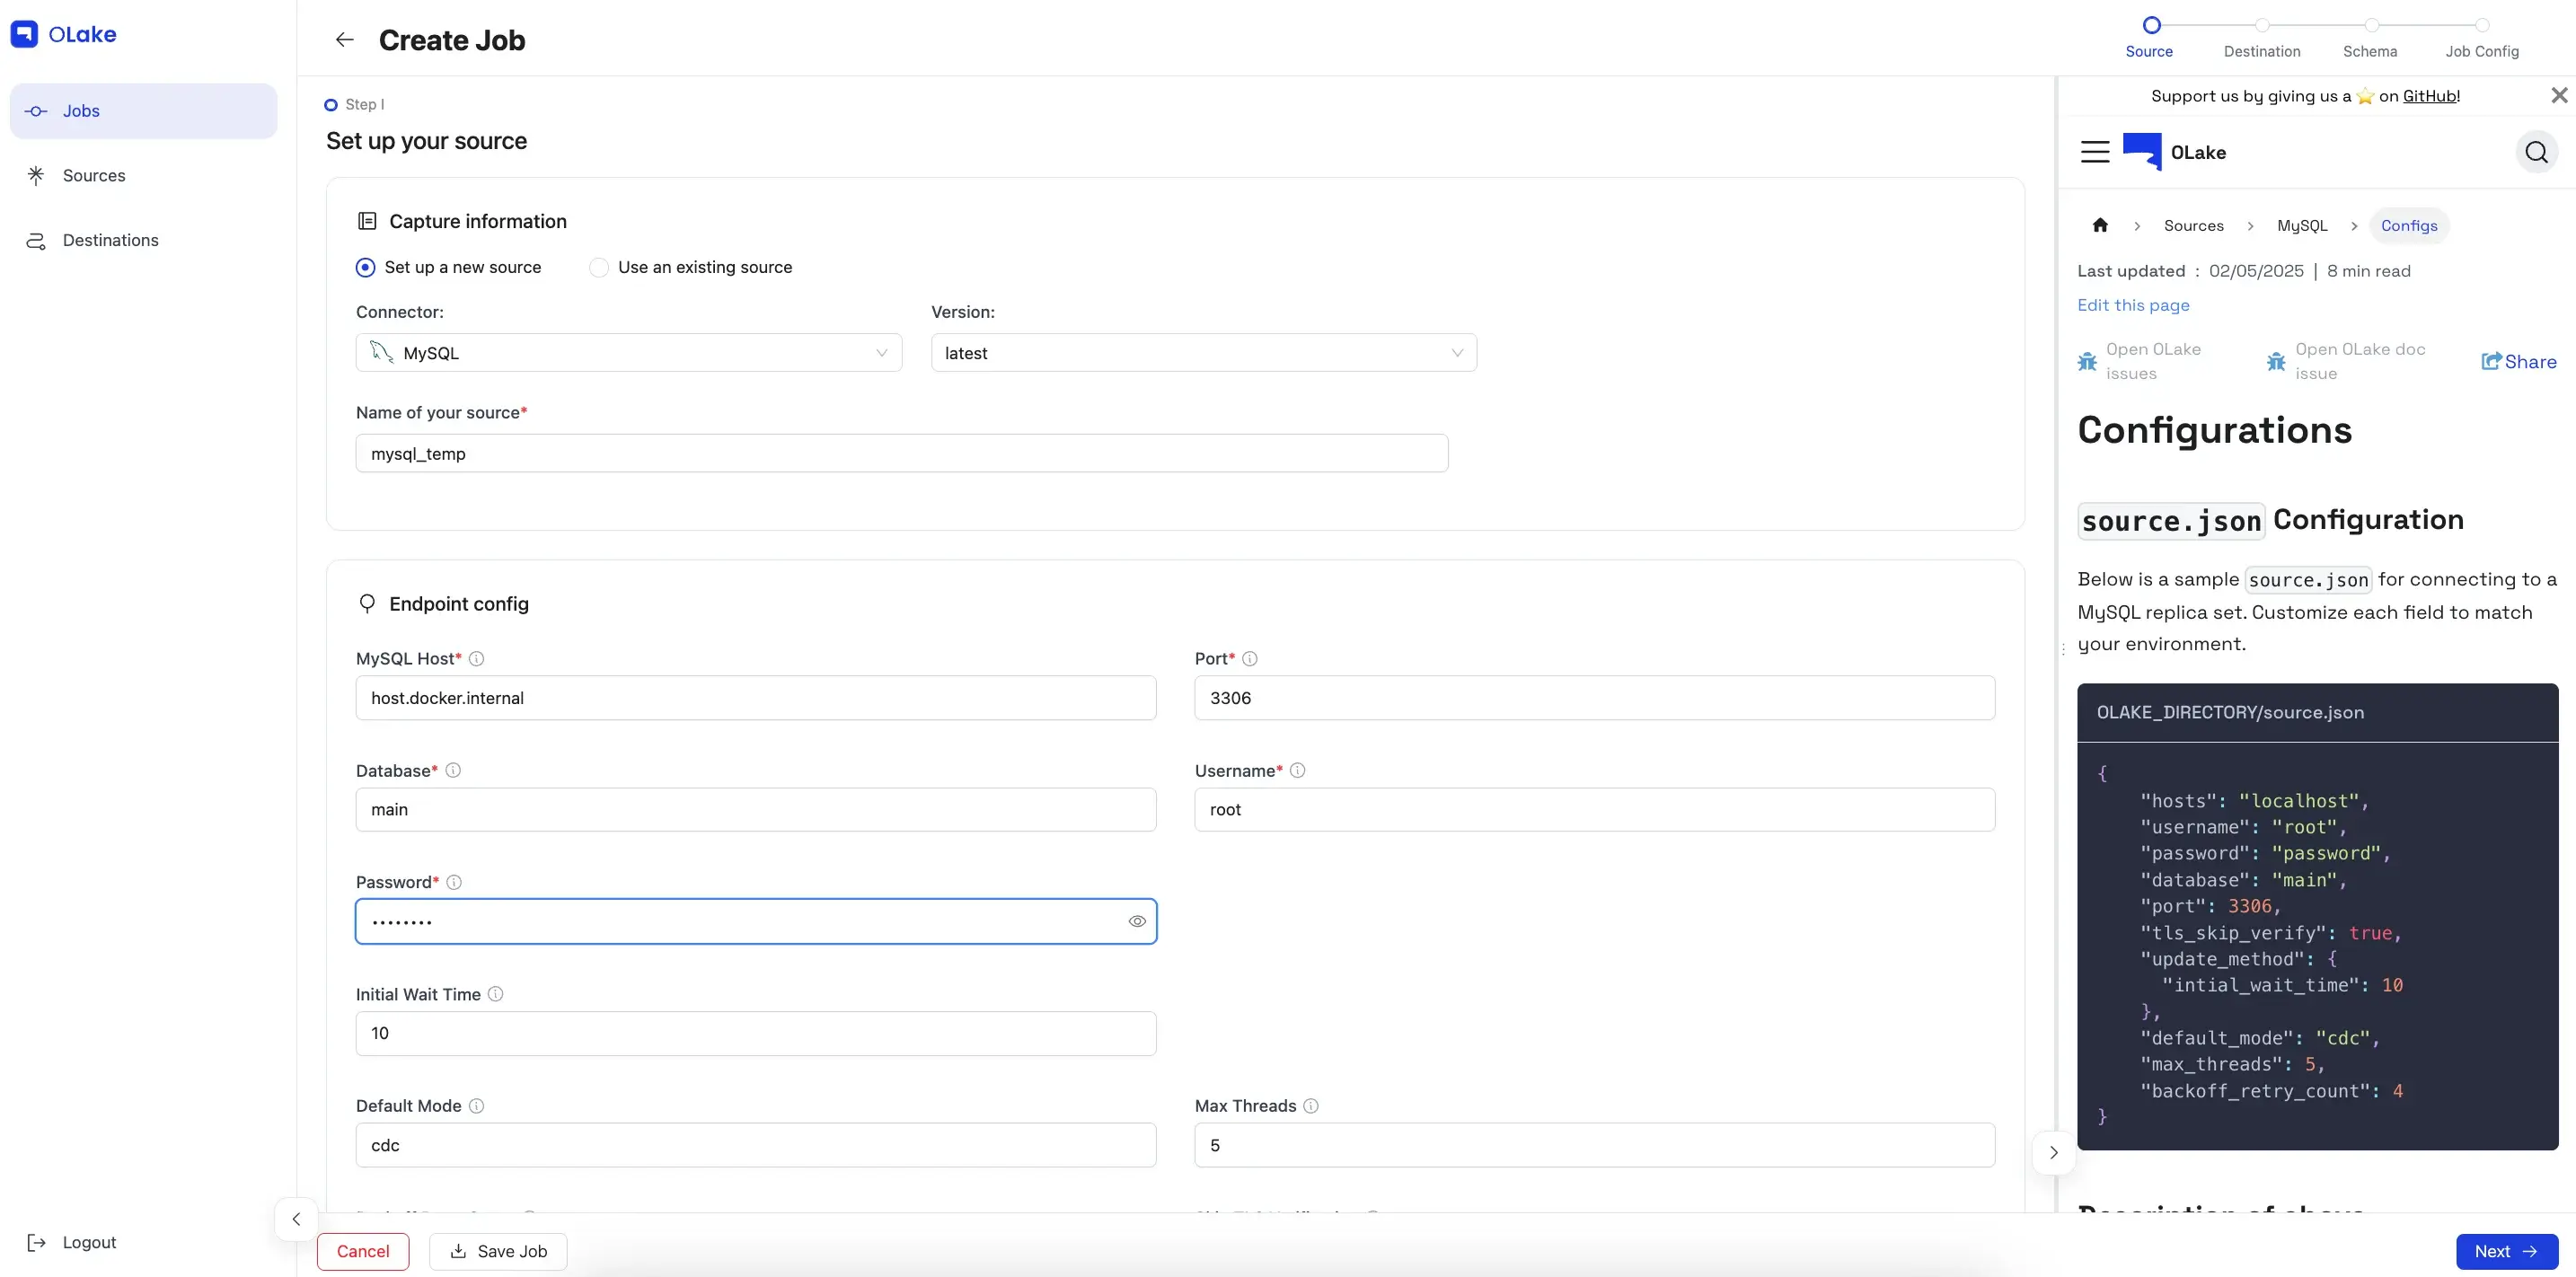 OLake
Jobs
Sources
Destinations
Logout
Create Job
Source
Destination
Schema
Job Config
Step I
Set up your source
Capture information
Set up a new source
Use an existing source
Connector:
Version:
MySQL
latest
Name of your source*
mysql_temp
Endpoint config
MySQL Host*
Port*
host.docker.internal
3306
Database*
Username*
main
root
Password*
••••••••
Initial Wait Time
10
Default Mode
Max Threads
cdc
5
Cancel
Save Job
Next
Support us by giving us a ⭐ on GitHub!
OLake
Sources > MySQL > Configs
Last updated : 02/05/2025 | 8 min read
Edit this page
Open OLake
issues
Open OLake doc
issue
Share
Configurations
source.json Configuration
Below is a sample source.json for connecting to a
MySQL replica set. Customize each field to match
your environment.
OLAKE_DIRECTORY/source.json
{
"hosts": "localhost",
"username": "root",
"password": "password",
"database": "main",
"port": 3306,
"tls_skip_verify": true,
"update_method": {
"intial_wait_time": 10
},
"default_mode": "cdc",
"max_threads": 5,
"backoff_retry_count": 4
}